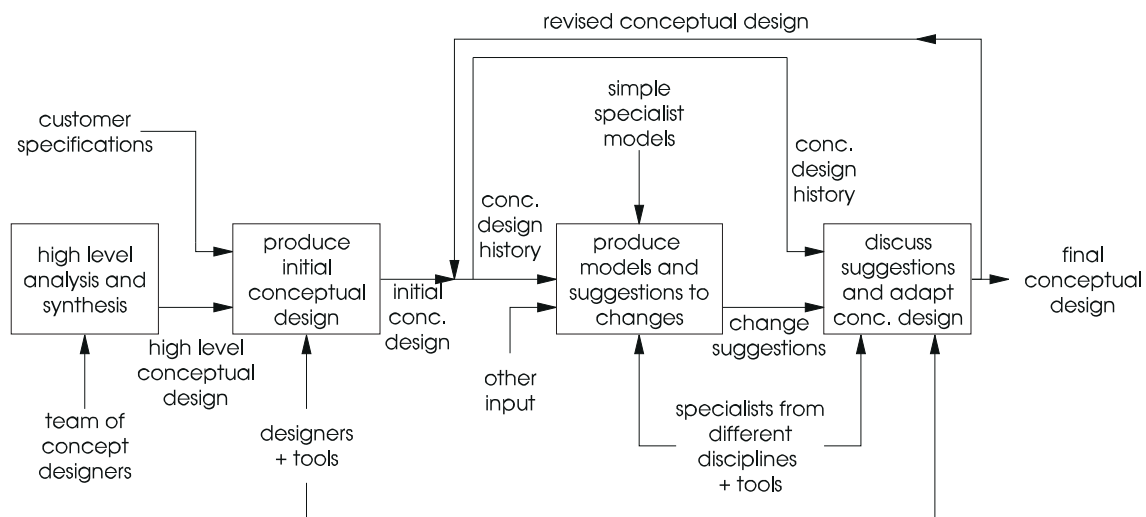 revised conceptual design
customer
specifications
simple
specialist
models
conc.
design
history
conc.
design
history
high level
analysis and
synthesis
produce
initial
conceptual
design
produce
models and
suggestions to
changes
discuss
suggestions
and adapt
conc. design
final
conceptual
design
initial
conc.
design
high level
conceptual
design
change
suggestions
other
input
team of
concept
designers
designers
+ tools
specialists from
different
disciplines
+ tools